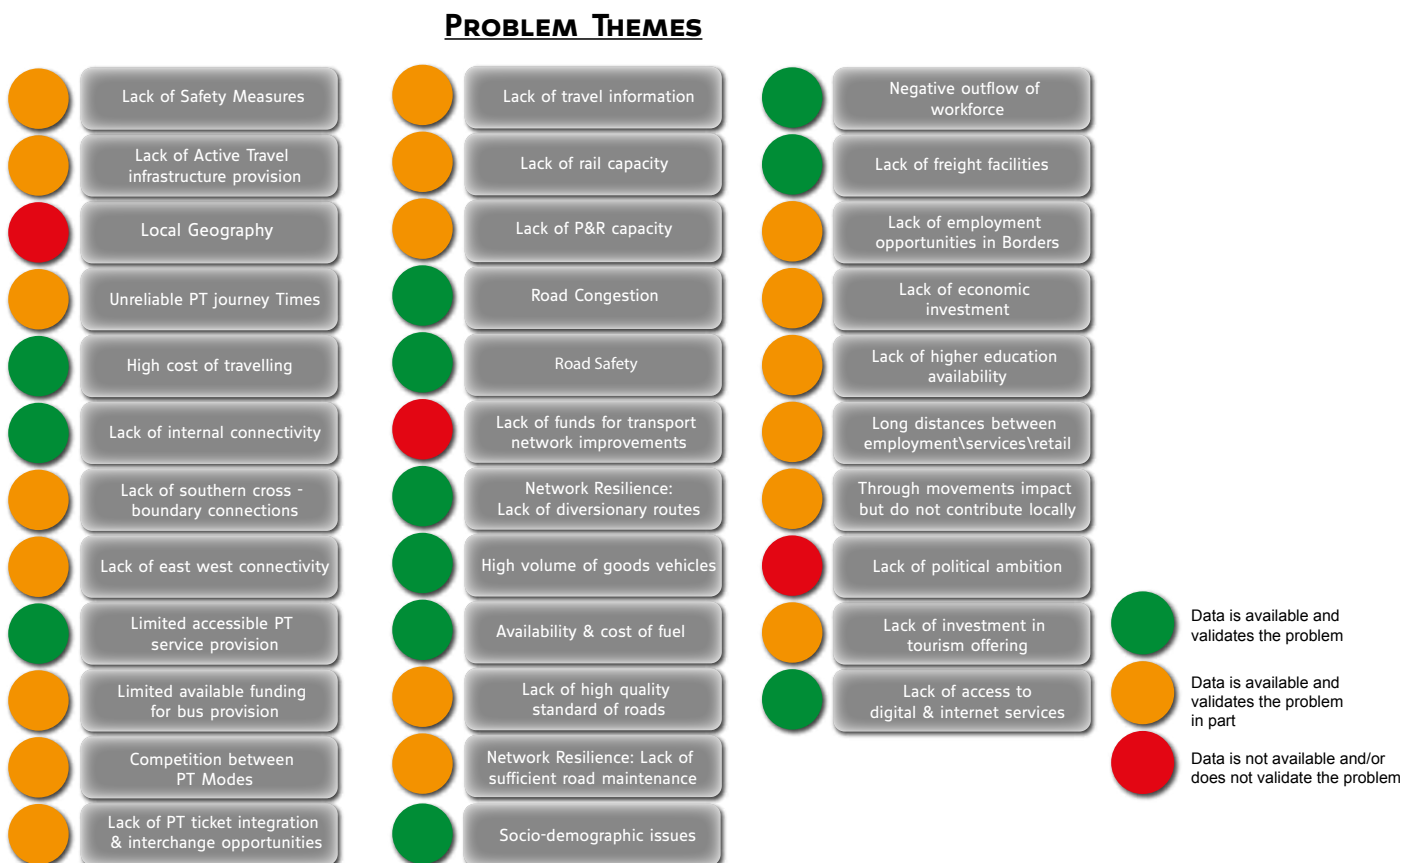 Problem Themes
Lack of Safety Measures
Lack of Active Travel
infrastructure provision
Local Geography
Unreliable PT journey Times
High cost of travelling
Lack of internal connectivity
Lack of southern cross -
boundary connections
Lack of east west connectivity
Limited accessible PT
service provision
Limited available funding
for bus provision
Competition between
PT Modes
Lack of PT ticket integration
& interchange opportunities
Lack of travel information
Lack of rail capacity
Lack of P&R capacity
Road Congestion
Road Safety
Lack of funds for transport
network improvements
Network Resilience:
Lack of diversionary routes
High volume of goods vehicles
Availability & cost of fuel
Lack of high quality
standard of roads
Network Resilience: Lack of
sufficient road maintenance
Socio-demographic issues
Negative outflow of
workforce
Lack of freight facilities
Lack of employment
opportunities in Borders
Lack of economic
investment
Lack of higher education
availability
Long distances between
employment\services\retail
Through movements impact
but do not contribute locally
Lack of political ambition
Lack of investment in
tourism offering
Lack of access to
digital & internet services
Data is available and
validates the problem
Data is available and
validates the problem
in part
Data is not available and/or
does not validate the problem